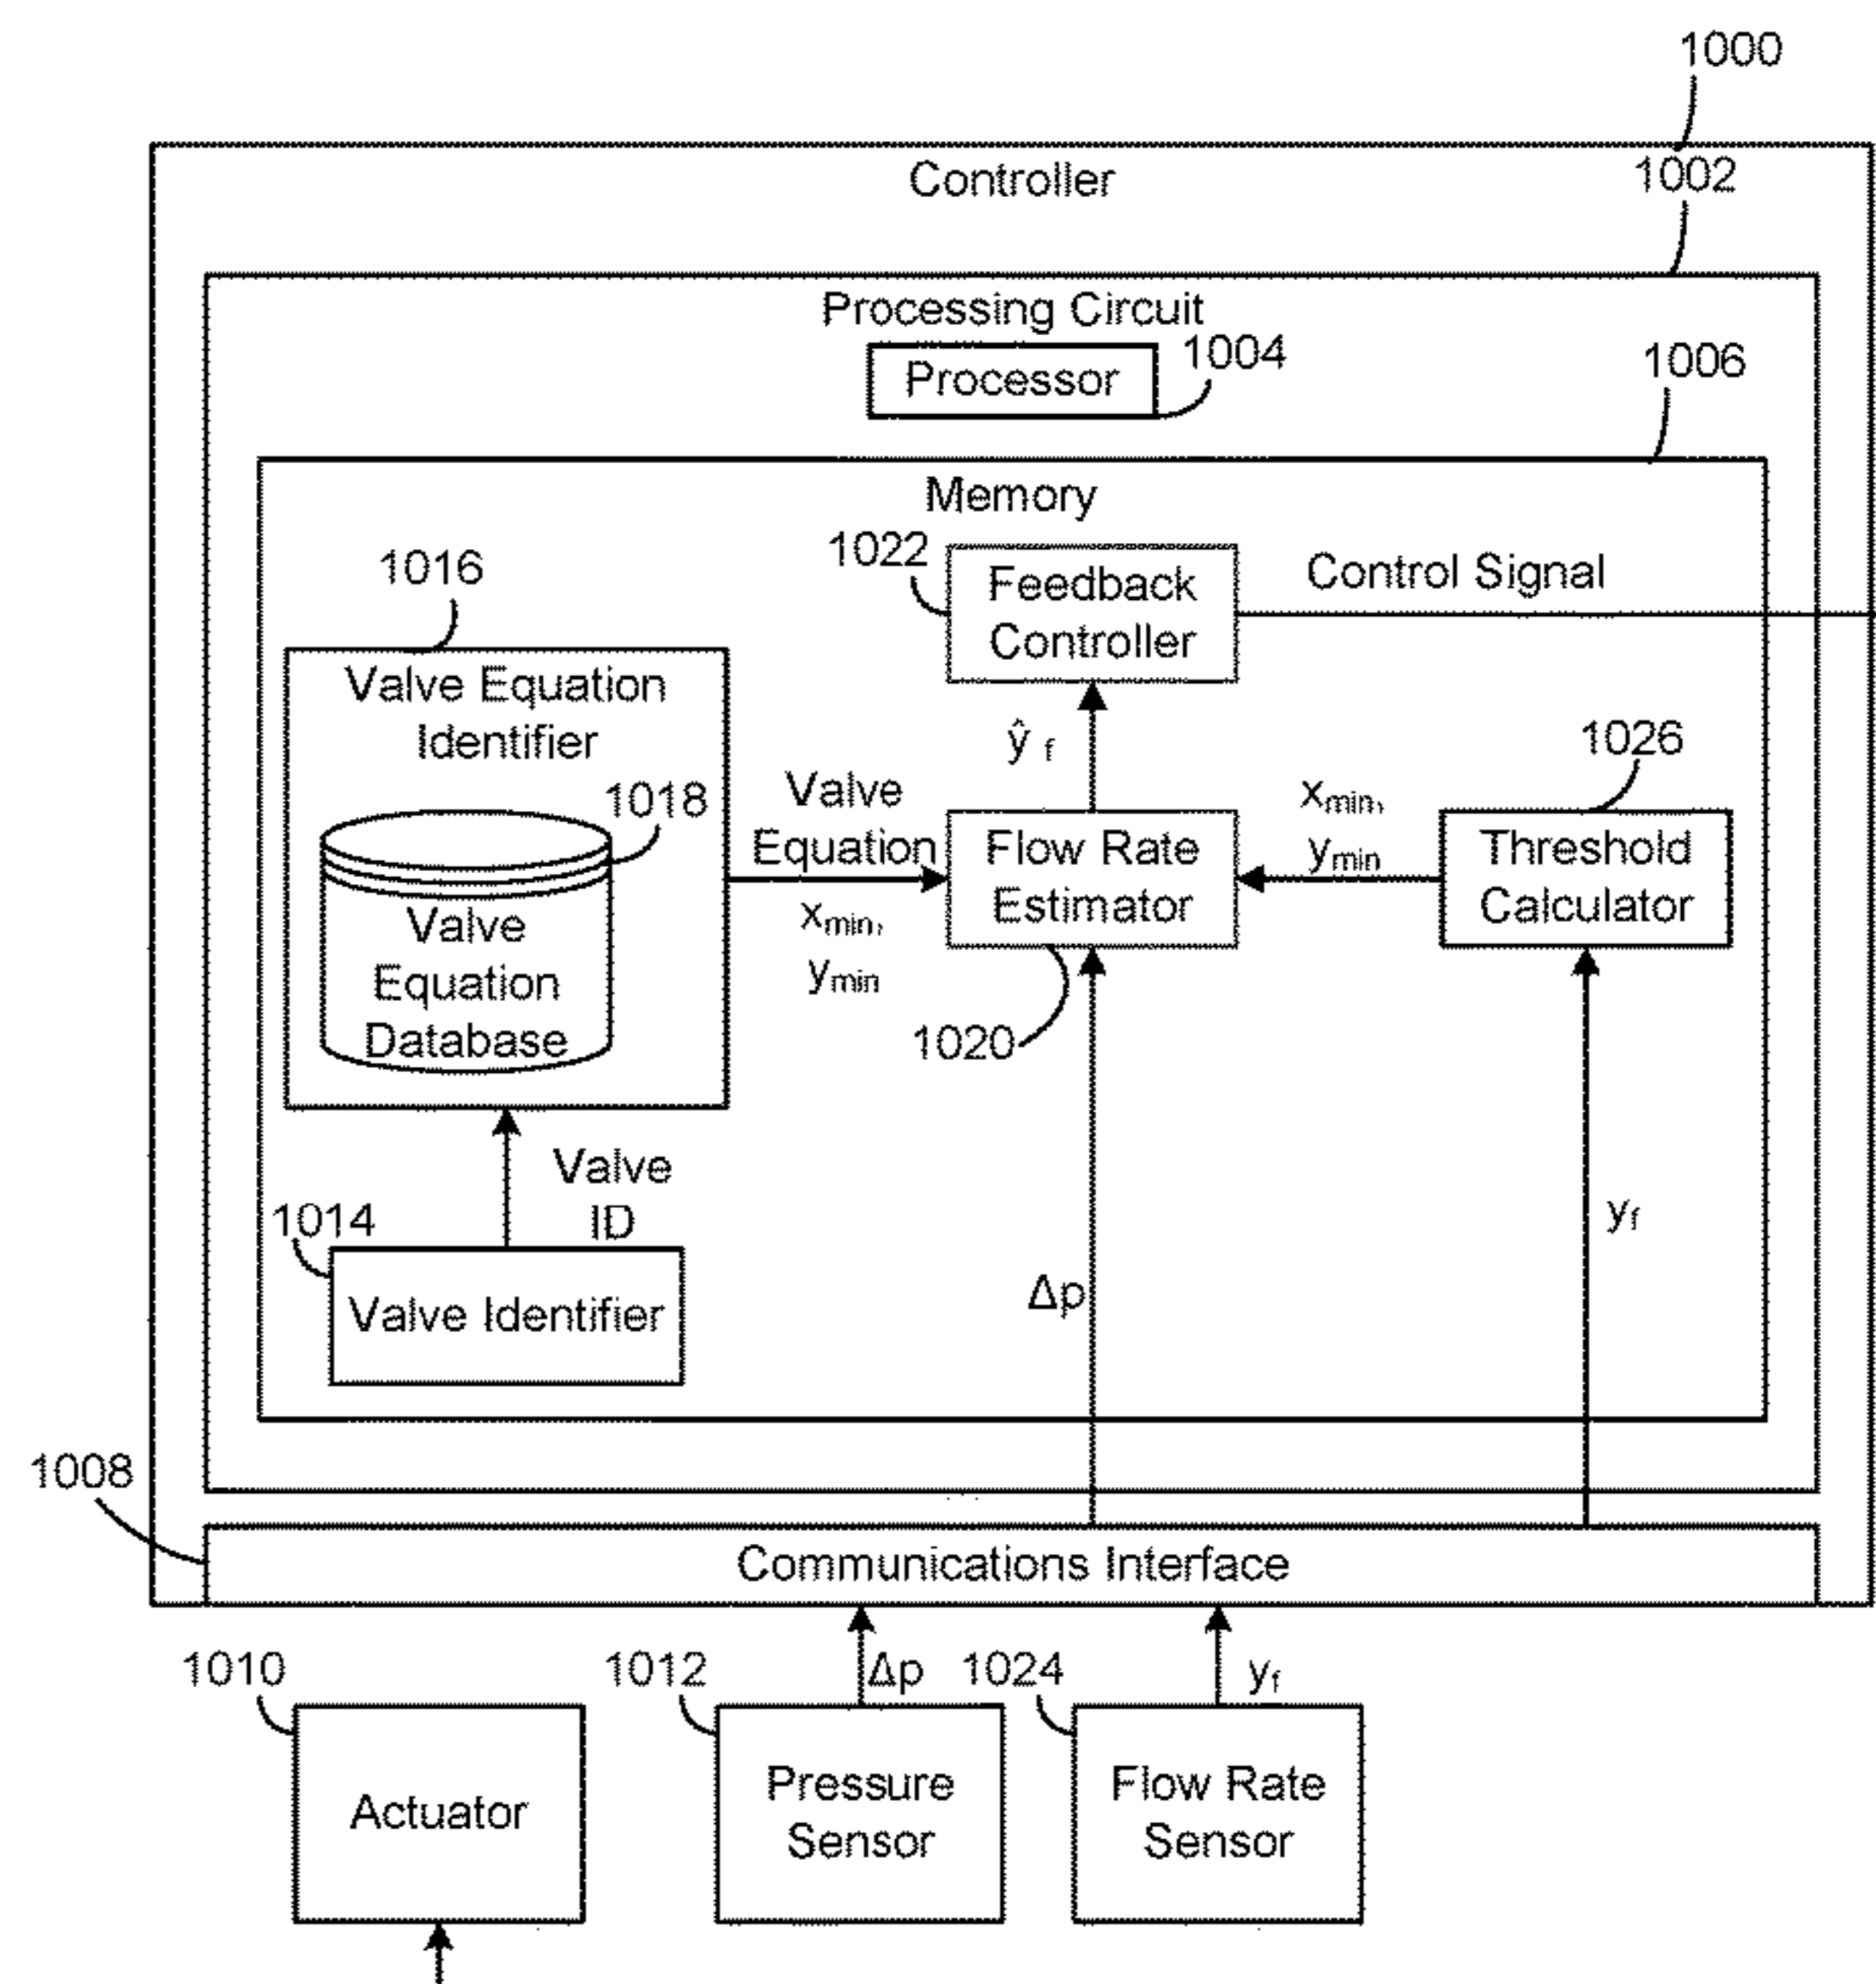 1000
Controller
1002
Processing Circuit
Processor
1004
1006
Memory
1022
Feedback
Controller
Control Signal
1016
Valve Equation
Identifier
1018
Valve
Equation
Database
Valve
Equation
xmin,
ymin
ŷ f
Flow Rate
Estimator
1020
xmin,
ymin
1026
Threshold
Calculator
Valve
ID
1014
Valve Identifier
Δp
yf
1008
Communications Interface
1010
Actuator
1012
Δp
Pressure
Sensor
1024
yf
Flow Rate
Sensor